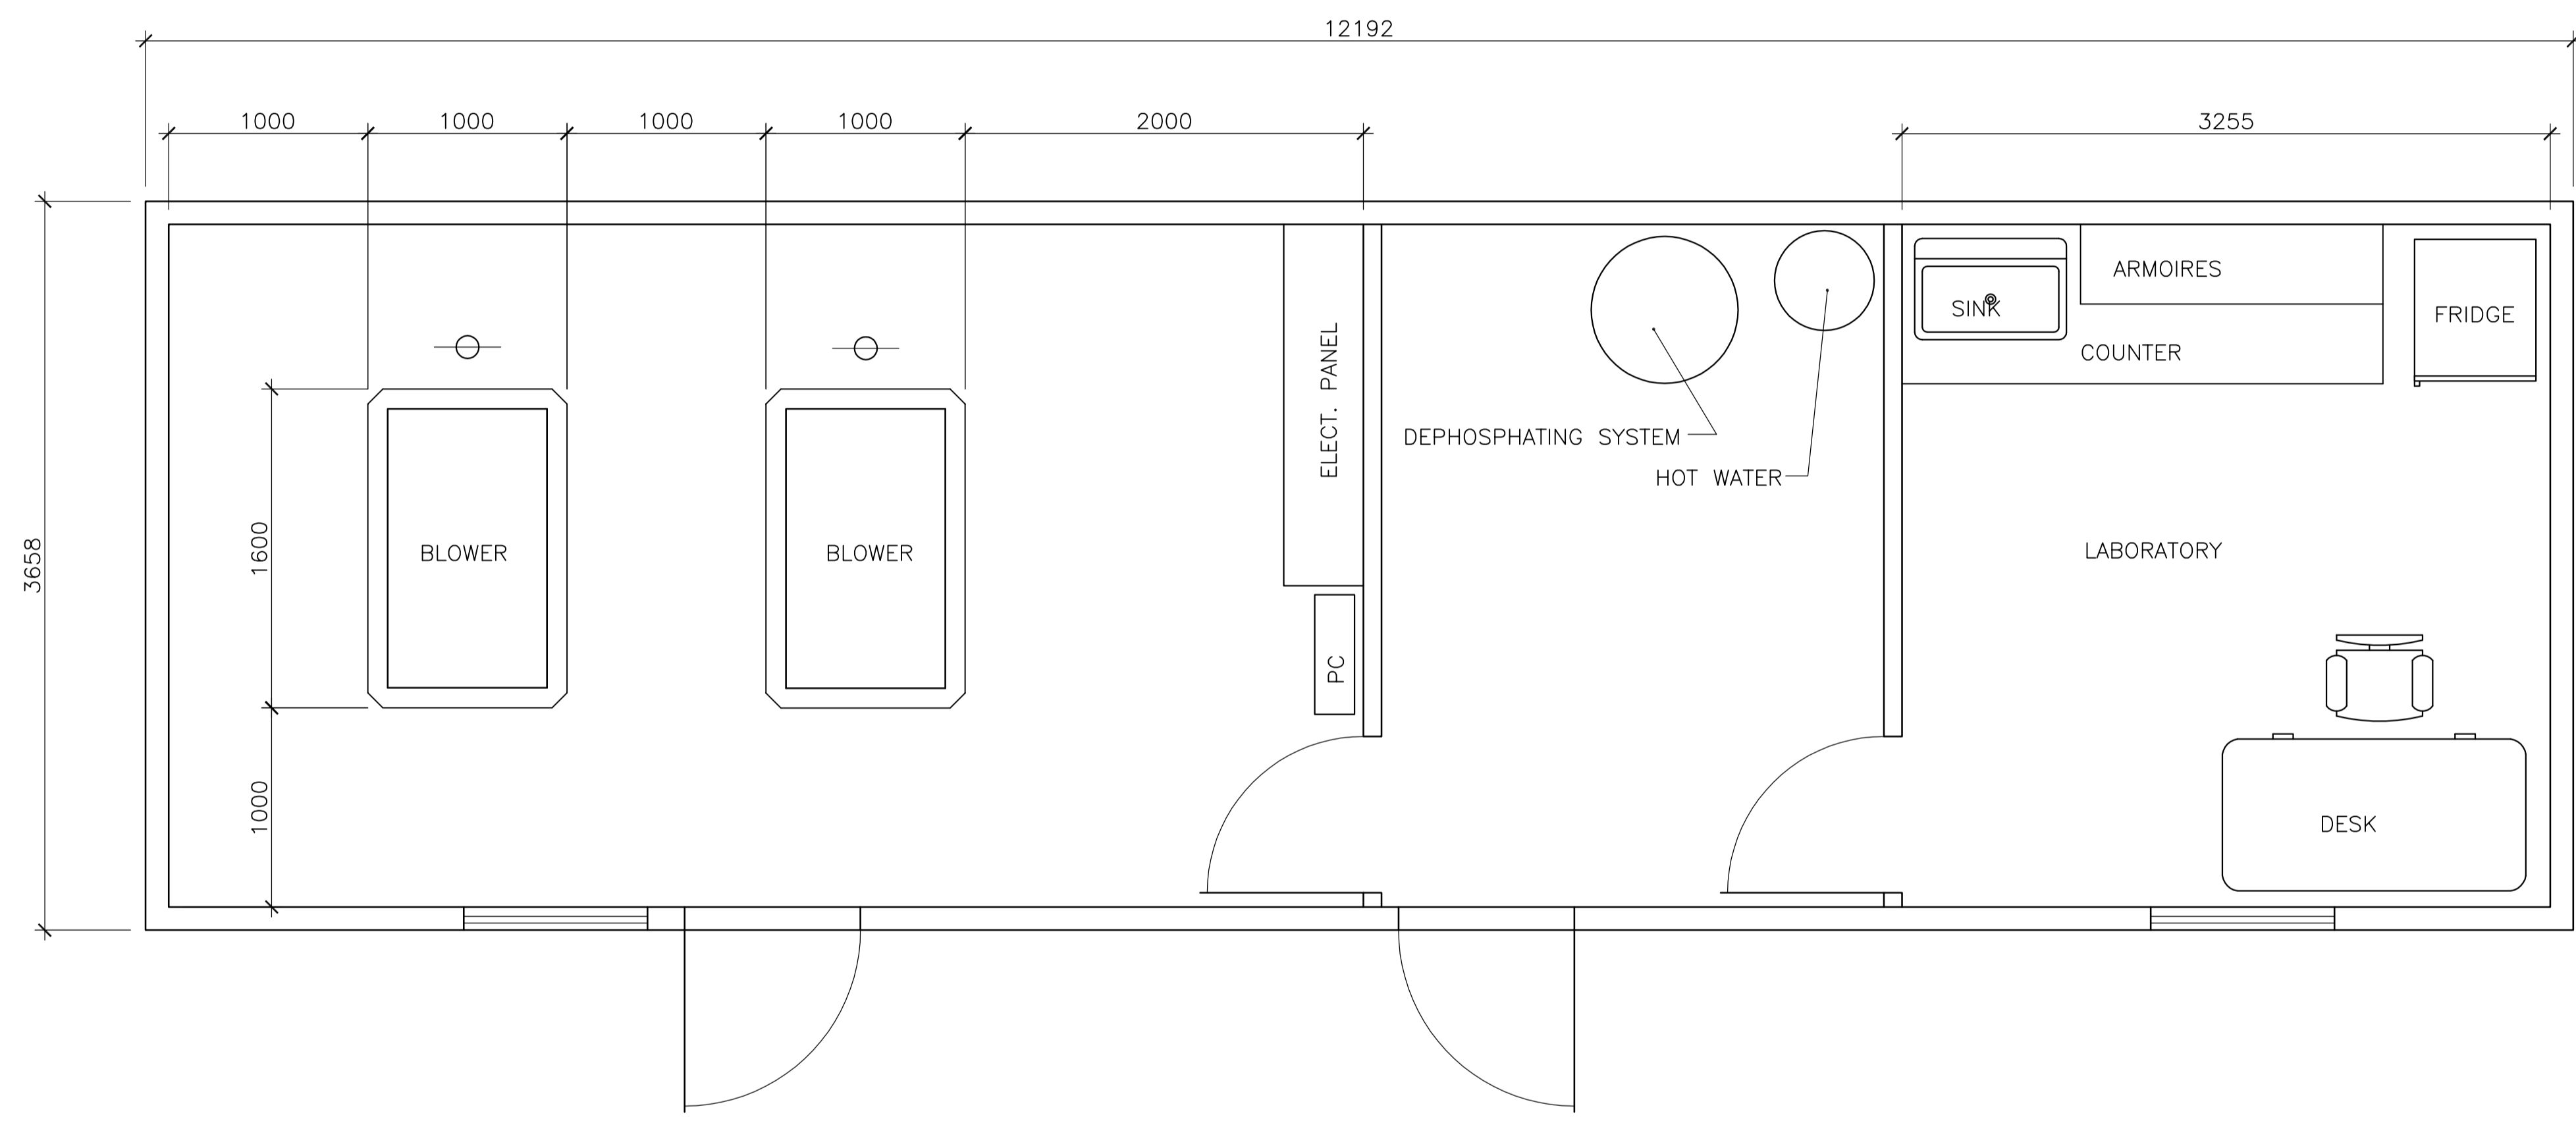 12192
1000
1000
1000
1000
2000
3255
3658
1600
1000
BLOWER
BLOWER
ELECT. PANEL
PC
DEPHOSPHATING SYSTEM
HOT WATER
SINK
ARMOIRES
COUNTER
FRIDGE
LABORATORY
DESK